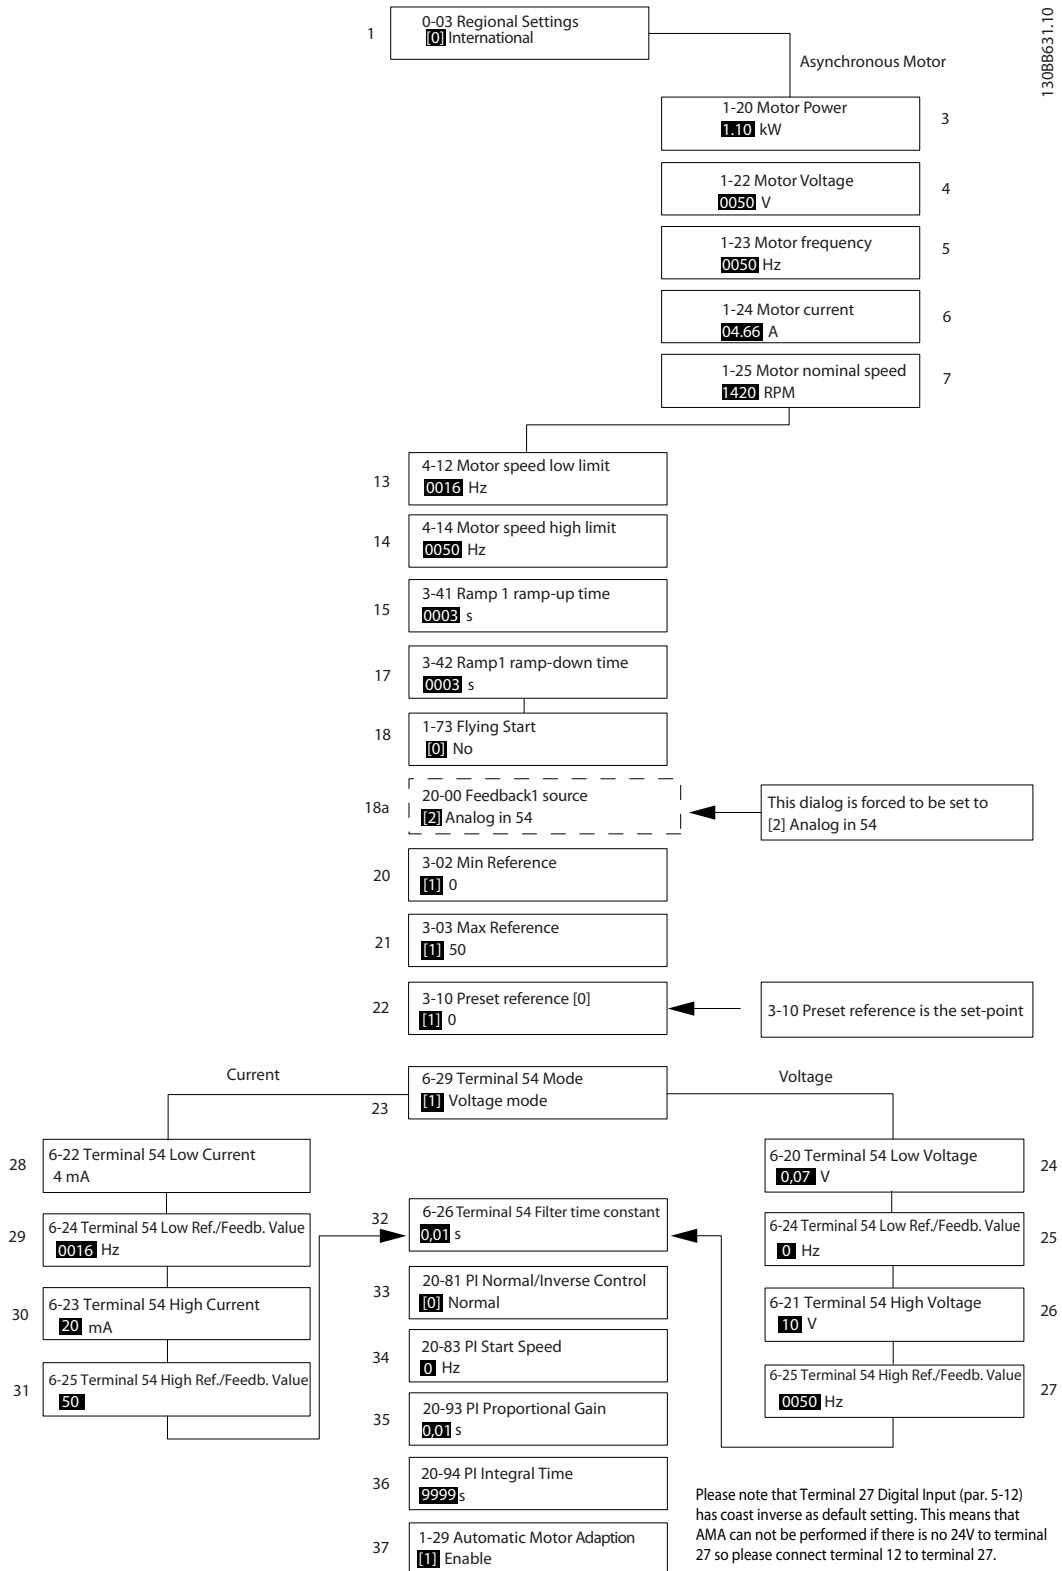 130BB631.10
1
0-03 Regional Settings
[0] International
Asynchronous Motor
1-20 Motor Power
1.10 kW
3
1-22 Motor Voltage
0050 V
4
1-23 Motor frequency
0050 Hz
5
1-24 Motor current
04.66 A
6
1-25 Motor nominal speed
1420 RPM
7
13
4-12 Motor speed low limit
0016 Hz
14
4-14 Motor speed high limit
0050 Hz
15
3-41 Ramp 1 ramp-up time
0003 s
17
3-42 Ramp1 ramp-down time
0003 s
18
1-73 Flying Start
[0] No
18a
20-00 Feedback1 source
[2] Analog in 54
This dialog is forced to be set to
[2] Analog in 54
20
3-02 Min Reference
[1] 0
21
3-03 Max Reference
[1] 50
22
3-10 Preset reference [0]
[1] 0
3-10 Preset reference is the set-point
Current
23
6-29 Terminal 54 Mode
[1] Voltage mode
Voltage
28
6-22 Terminal 54 Low Current
4 mA
29
6-24 Terminal 54 Low Ref./Feedb. Value
0016 Hz
30
6-23 Terminal 54 High Current
20 mA
31
6-25 Terminal 54 High Ref./Feedb. Value
50
6-20 Terminal 54 Low Voltage
0,07 V
24
6-24 Terminal 54 Low Ref./Feedb. Value
0 Hz
25
6-21 Terminal 54 High Voltage
10 V
26
6-25 Terminal 54 High Ref./Feedb. Value
0050 Hz
27
32
6-26 Terminal 54 Filter time constant
0,01 s
33
20-81 PI Normal/Inverse Control
[0] Normal
34
20-83 PI Start Speed
0 Hz
35
20-93 PI Proportional Gain
0,01 s
36
20-94 PI Integral Time
9999 s
37
1-29 Automatic Motor Adaption
[1] Enable
Please note that Terminal 27 Digital Input (par. 5-12)
has coast inverse as default setting. This means that
AMA can not be performed if there is no 24V to terminal
27 so please connect terminal 12 to terminal 27.